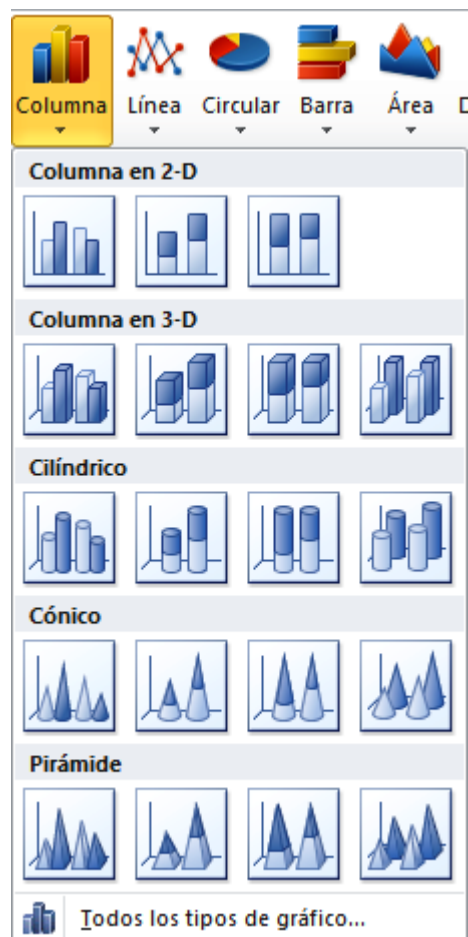 Columna Línea Circular Barra Área
Columna en 2-D
Columna en 3-D
Cilíndrico
Cónico
Pirámide
Todos los tipos de gráfico...